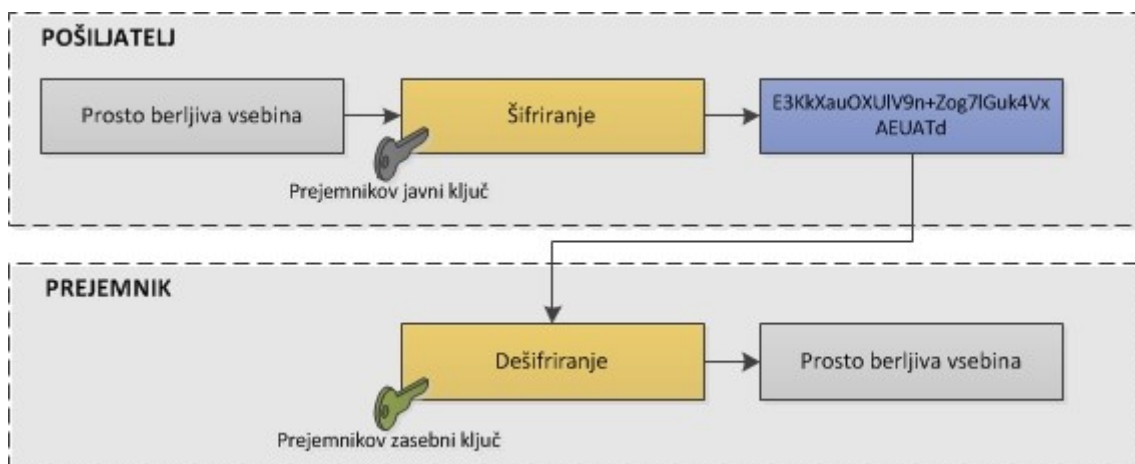 POŠILJATELJ
Prosto berljiva vsebina
Šifriranje
E3KkXauOXUlV9n+Zog7lGuk4Vx
AEUATd
Prejemnikov javni ključ
PREJEMNIK
Dešifriranje
Prosto berljiva vsebina
Prejemnikov zasebni ključ